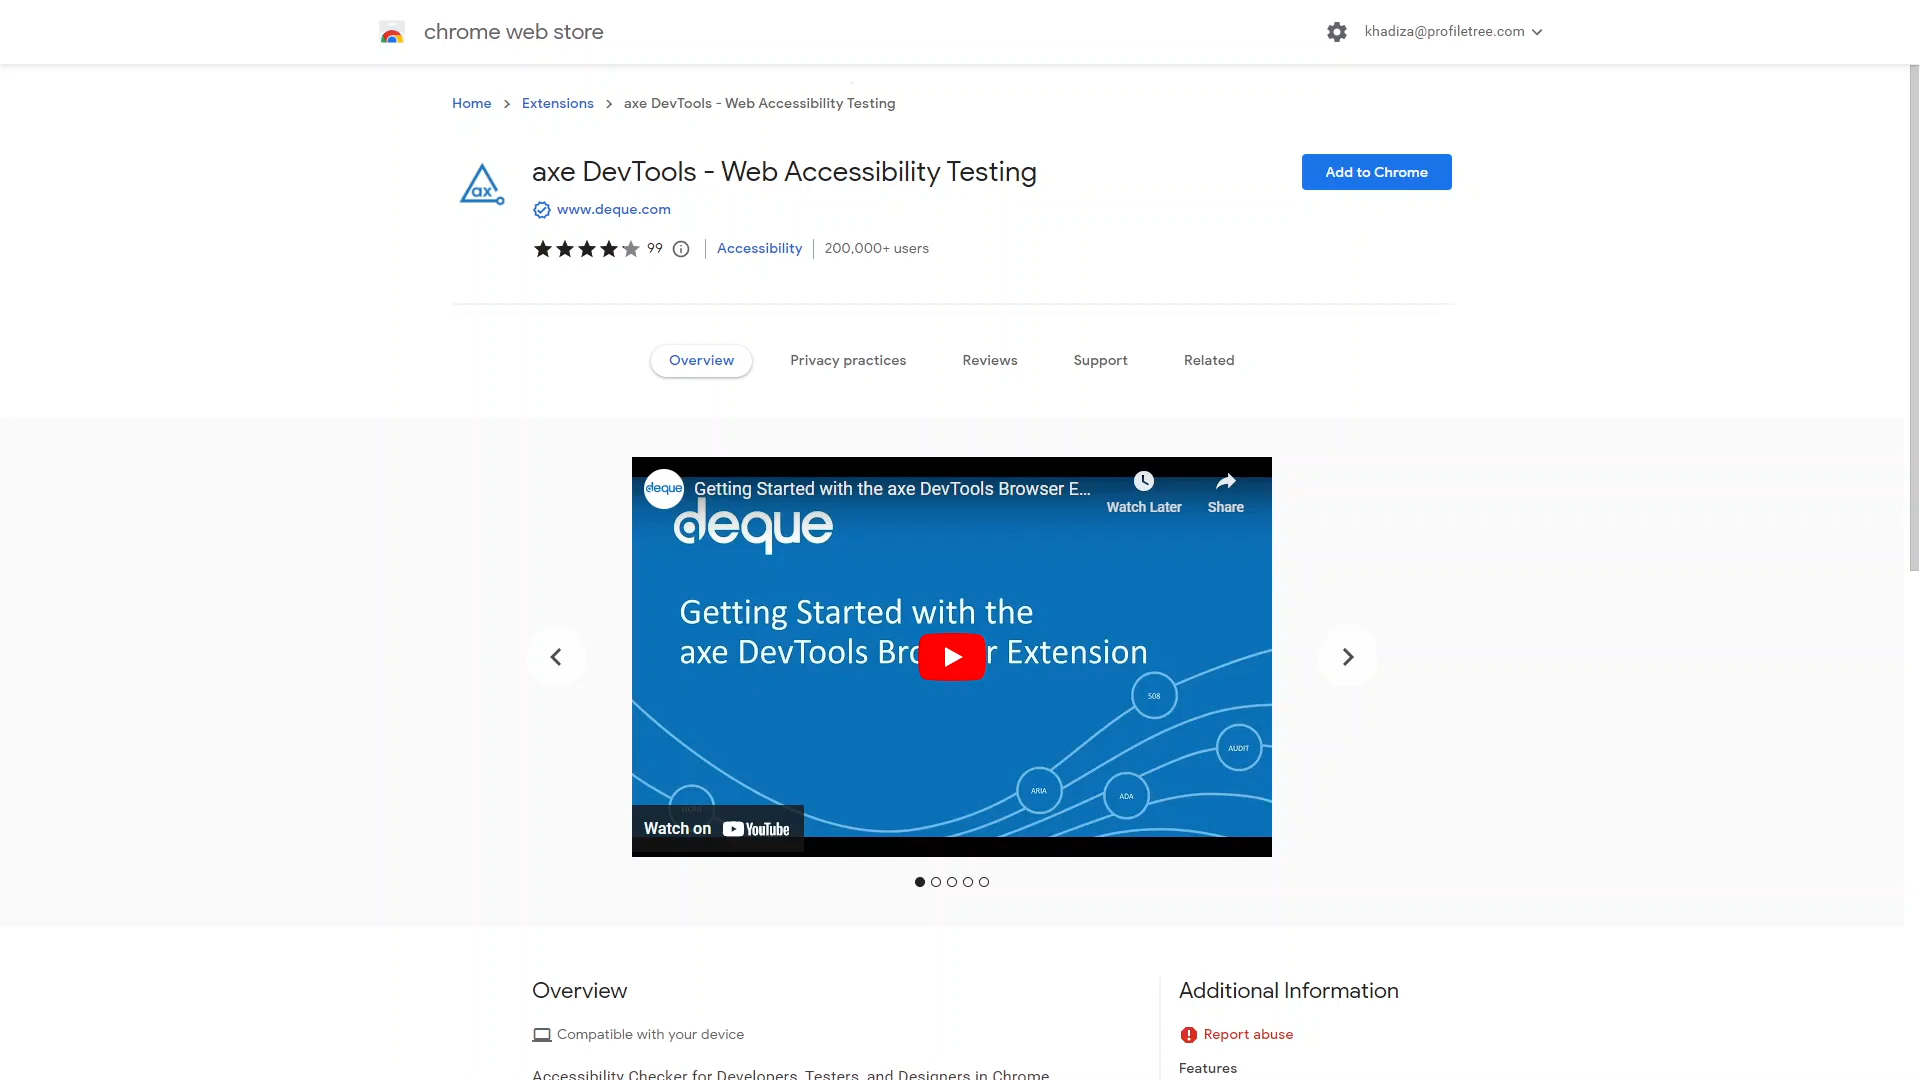 chrome web store
khadiza@profiletree.com
Home > Extensions > axe DevTools - Web Accessibility Testing
ax
axe DevTools - Web Accessibility Testing
Add to Chrome
www.deque.com
99 | Accessibility | 200,000+ users
Overview
Privacy practices
Reviews
Support
Related
deque
Getting Started with the axe DevTools Browser E...
Watch Later
Share
deque
Getting Started with the
axe DevTools Br r Extension
508
AUDIT
ARIA
ADA
Watch on YouTube
Overview
Additional Information
Compatible with your device
Report abuse
Features
Accessibility Checker for Developers, Testers, and Designers in Chrome